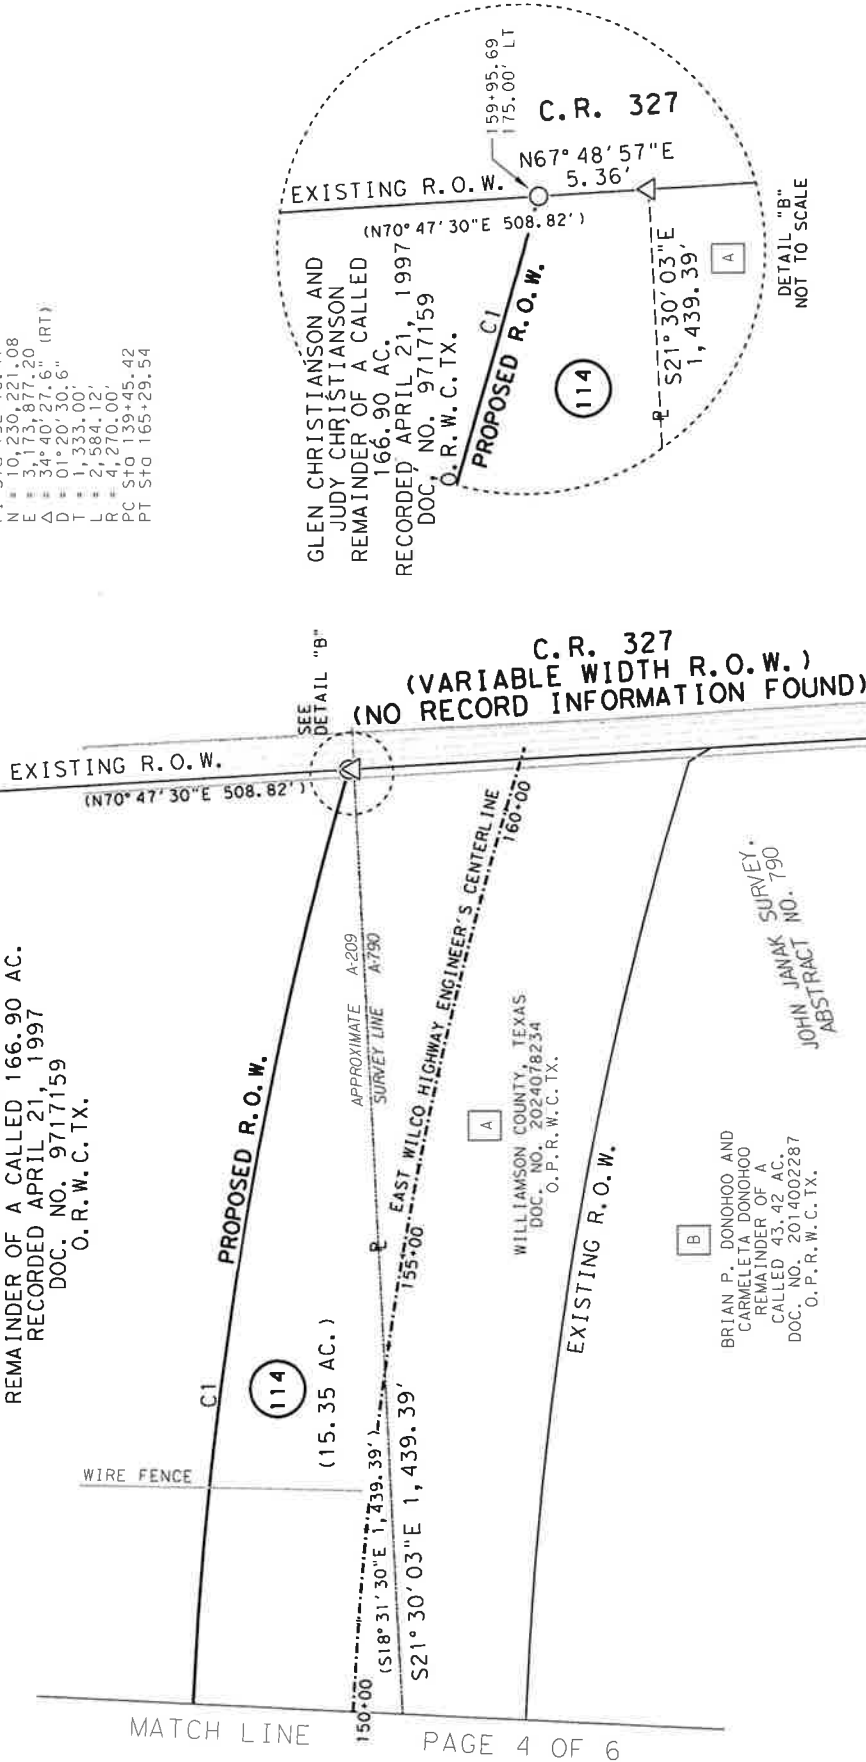 N = 10,230,221.08
E = 3,173,827.20
Δ = 34°40'27.6" (RT)
D = 01°20'30.6"
T = 1,333.00'
L = 2,584.12'
R = 4,270.00'
PC Sta 139+45.42
PT Sta 165+29.54
EXISTING R.O.W.
(N70°47'30"E 508.82')
159+95.69
175.00' LT
C.R. 327
N67°48'57"E
5.36'
GLEN CHRISTIANSON AND
JUDY CHRISTIANSON
REMAINDER OF A CALLED
166.90 AC.
RECORDED APRIL 21, 1997
DOC. NO. 9717159
O.R.W.C.TX.
C1
PROPOSED R.O.W.
114
P
S21°30'03"E
1,439.39'
A
DETAIL "B"
NOT TO SCALE
REMAINDER OF A CALLED 166.90 AC.
RECORDED APRIL 21, 1997
DOC. NO. 9717159
O.R.W.C.TX.
EXISTING R.O.W.
(N70°47'30"E 508.82')
SEE
DETAIL "B"
C.R. 327
(VARIABLE WIDTH R.O.W.)
(NO RECORD INFORMATION FOUND)
PROPOSED R.O.W.
C1
114
(15.35 AC.)
WIRE FENCE
APPROXIMATE A-209
SURVEY LINE A-790
P
EAST WILCO HIGHWAY ENGINEER'S CENTERLINE
150+00
155+00
160+00
(S18°31'30"E 1,439.39')
S21°30'03"E 1,439.39'
A
WILLIAMSON COUNTY, TEXAS
DOC. NO. 2024078234
O.P.R.W.C.TX.
EXISTING R.O.W.
B
BRIAN P. DONOHOO AND
CARMELETA DONOHOO
REMAINDER OF A
CALLED 43.42 AC.
DOC. NO. 2014002287
O.P.R.W.C.TX.
JOHN JANAK SURVEY.
ABSTRACT NO. 790
MATCH LINE PAGE 4 OF 6